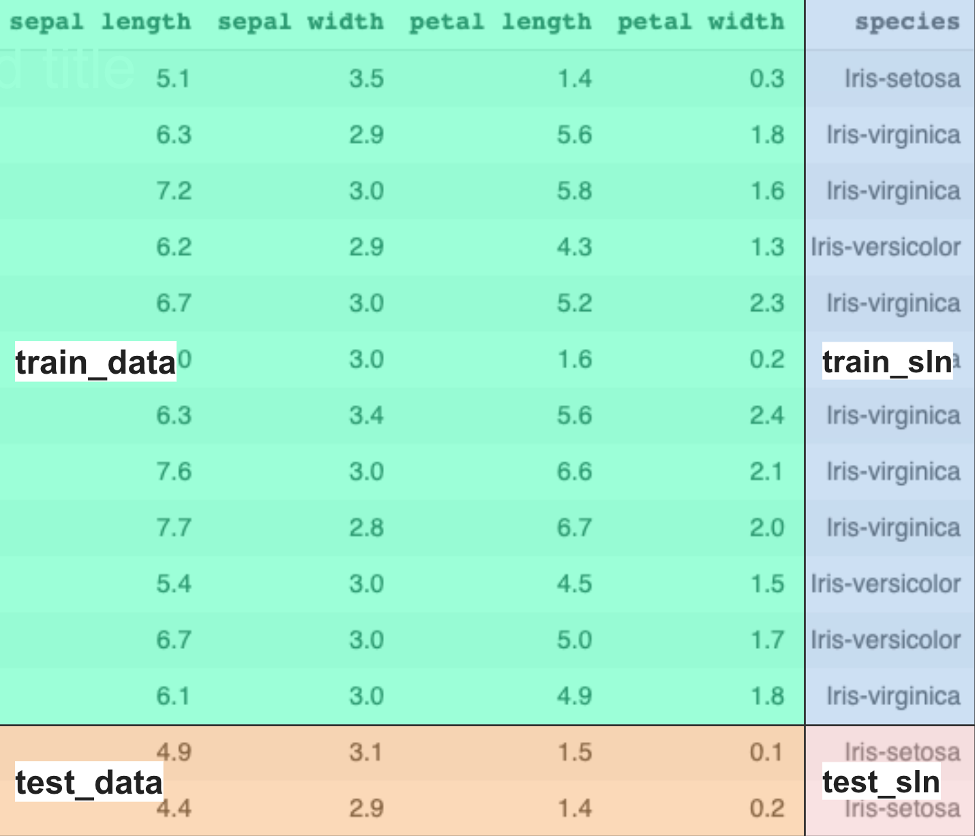 sepal length sepal width petal length petal width species
d title
5.1 3.5 1.4 0.3 Iris-setosa
6.3 2.9 5.6 1.8 Iris-virginica
7.2 3.0 5.8 1.6 Iris-virginica
6.2 2.9 4.3 1.3 Iris-versicolor
6.7 3.0 5.2 2.3 Iris-virginica
train_data 0 3.0 1.6 0.2 train_sln a
6.3 3.4 5.6 2.4 Iris-virginica
7.6 3.0 6.6 2.1 Iris-virginica
7.7 2.8 6.7 2.0 Iris-virginica
5.4 3.0 4.5 1.5 Iris-versicolor
6.7 3.0 5.0 1.7 Iris-versicolor
6.1 3.0 4.9 1.8 Iris-virginica
4.9 3.1 1.5 0.1 Iris-setosa
test_data test_sln
4.4 2.9 1.4 0.2 Iris-setosa